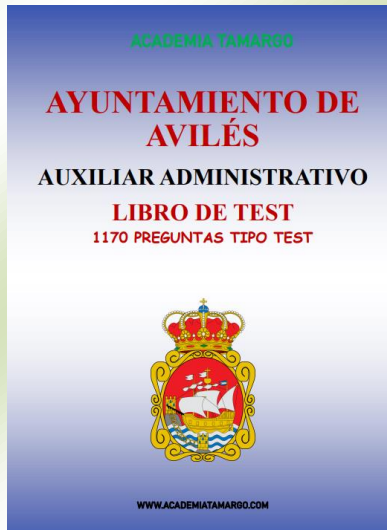 ACADEMIA TAMARGO
AYUNTAMIENTO DE
AVILÉS
AUXILIAR ADMINISTRATIVO
LIBRO DE TEST
1170 PREGUNTAS TIPO TEST
WWW.ACADEMIATAMARGO.COM